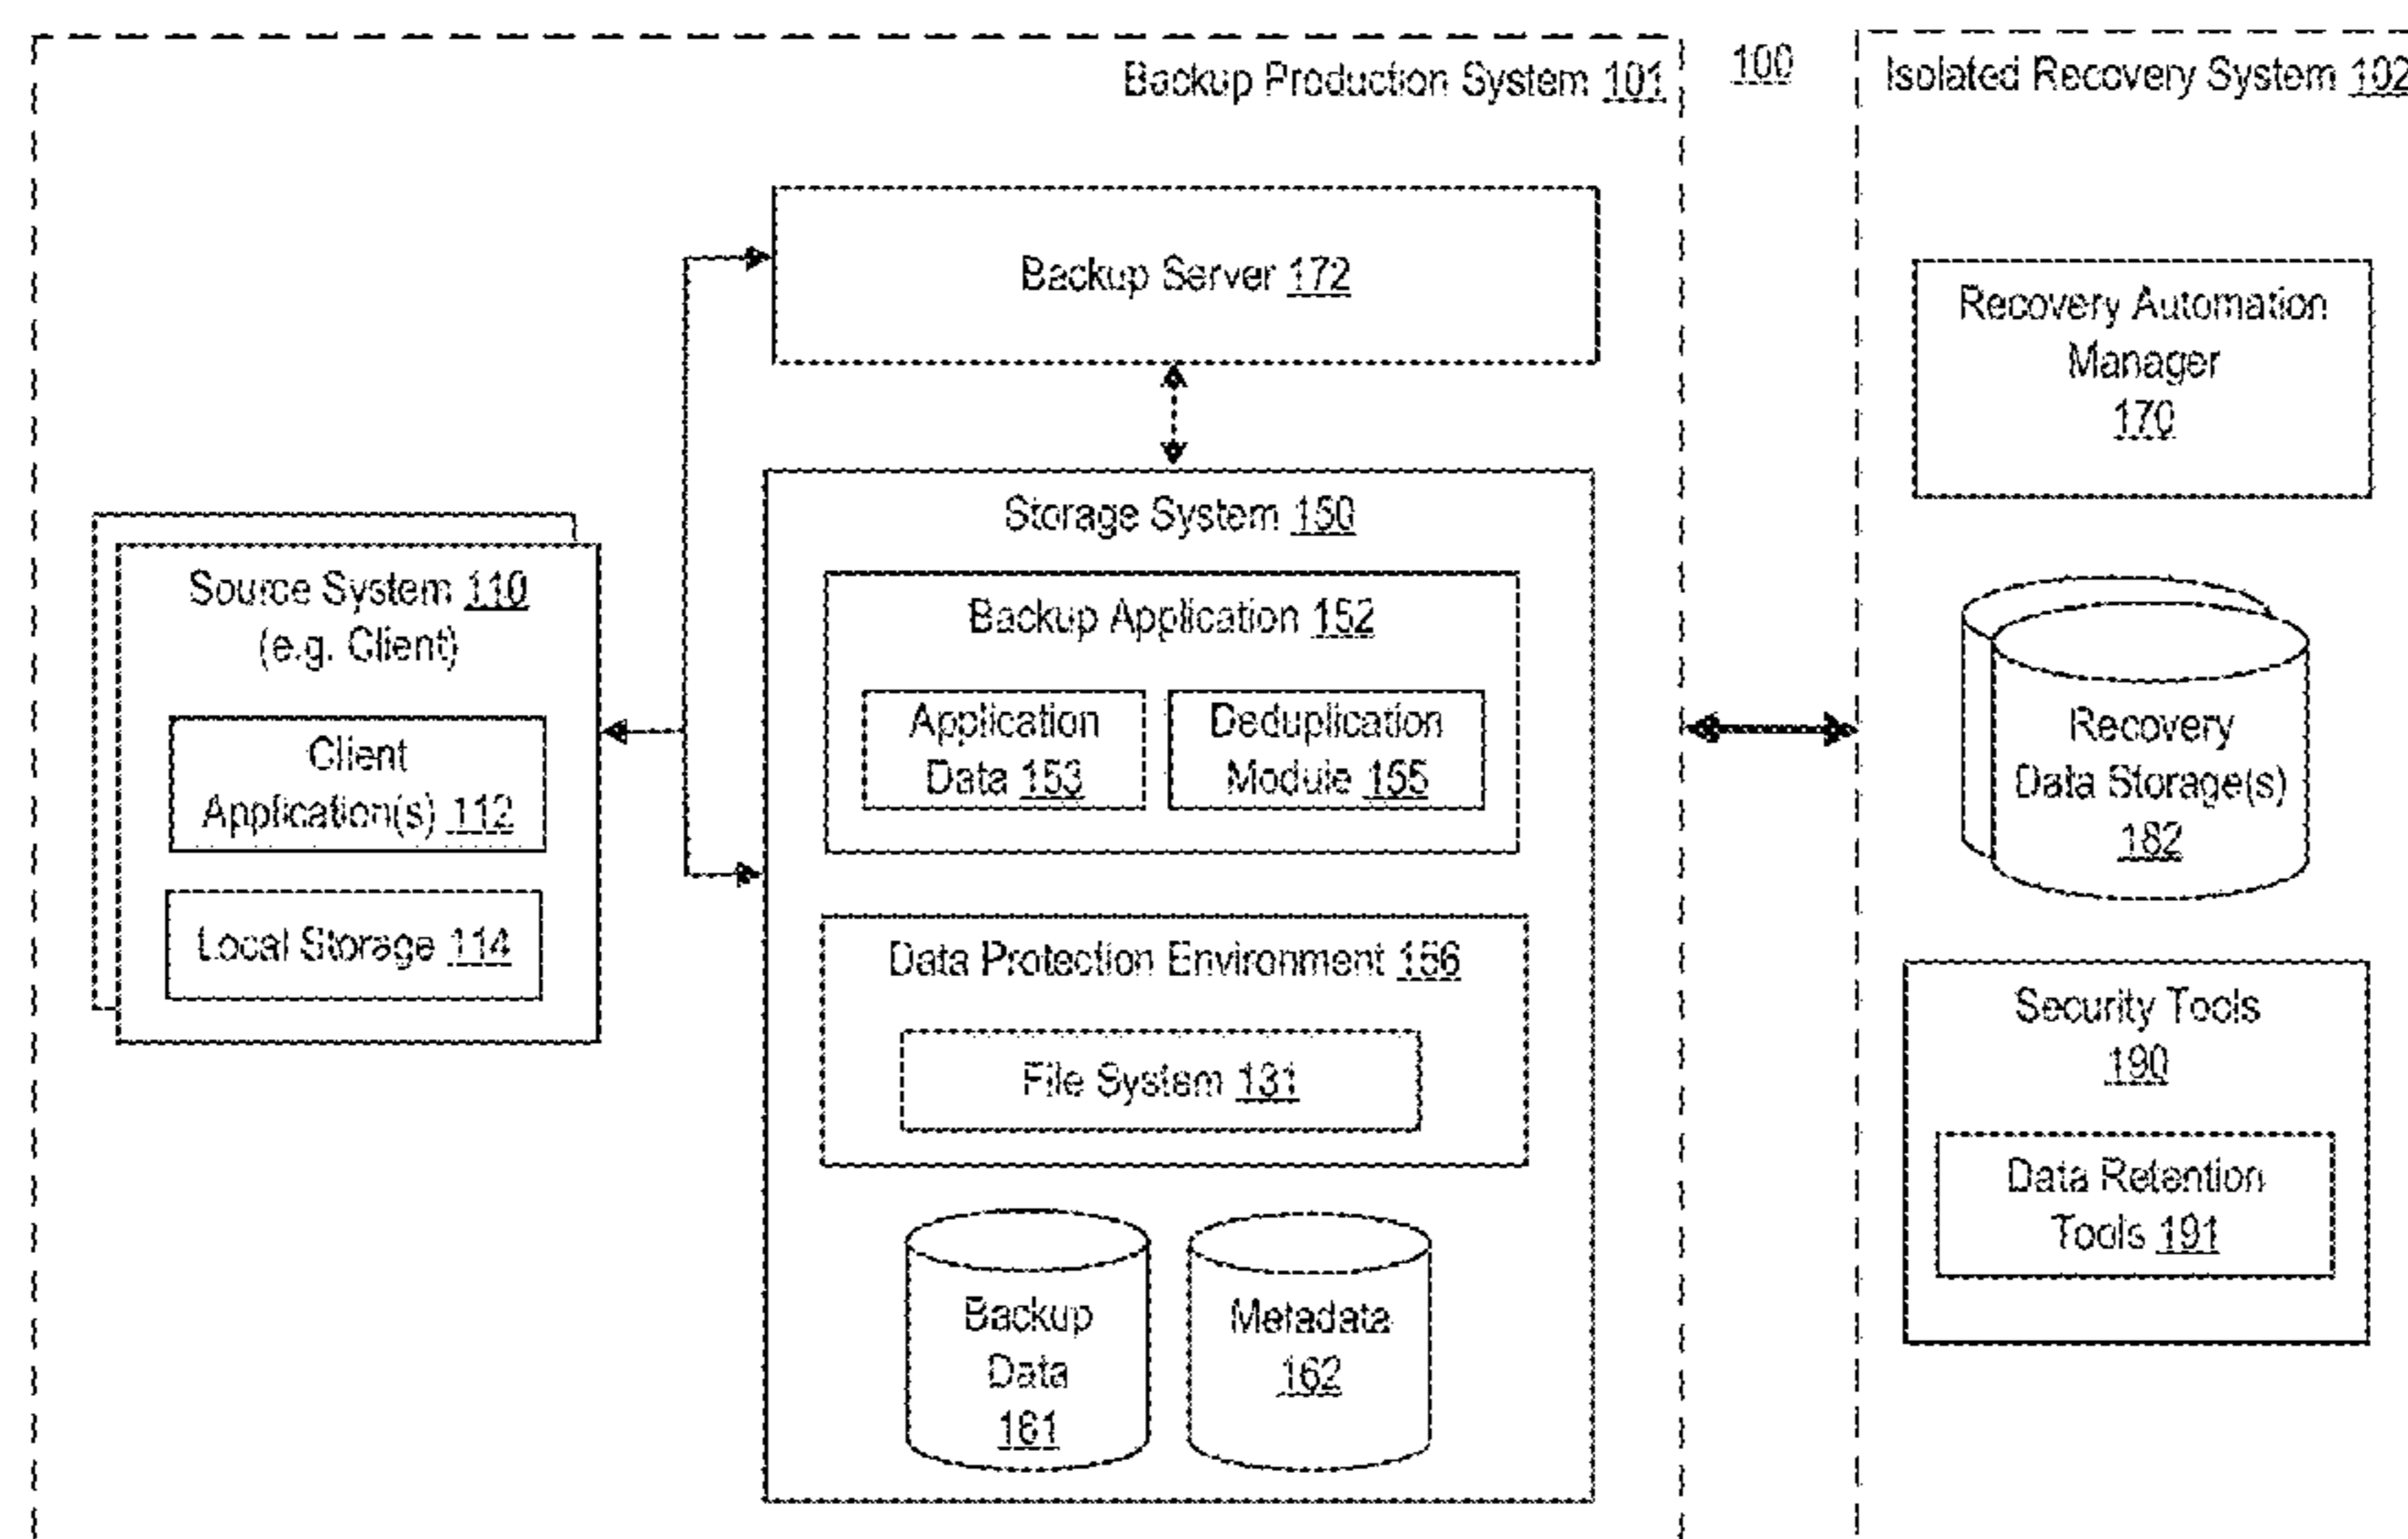 Backup Production System 101
100
Isolated Recovery System 102
Backup Server 172
Recovery Automation
Manager
170
Storage System 150
Source System 110
(e.g. Client)
Backup Application 152
Client
Application(s) 112
Application
Data 153
Deduplication
Module 155
Recovery
Data Storage(s)
182
Local Storage 114
Data Protection Environment 156
File System 131
Security Tools
190
Data Retention
Tools 191
Backup
Data
161
Metadata
162